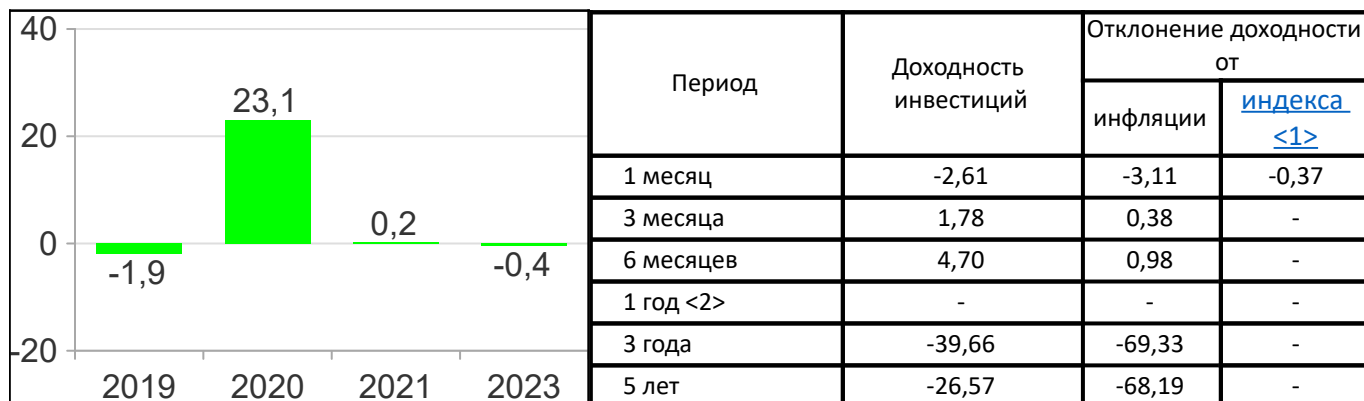 40
20
0
-20
23,1
0,2
-1,9
-0,4
2019 2020 2021 2023
Период
Доходность
инвестиций
Отклонение доходности
от
инфляции
индекса
<1>
1 месяц -2,61 -3,11 -0,37
3 месяца 1,78 0,38 -
6 месяцев 4,70 0,98 -
1 год <2> - - -
3 года -39,66 -69,33 -
5 лет -26,57 -68,19 -